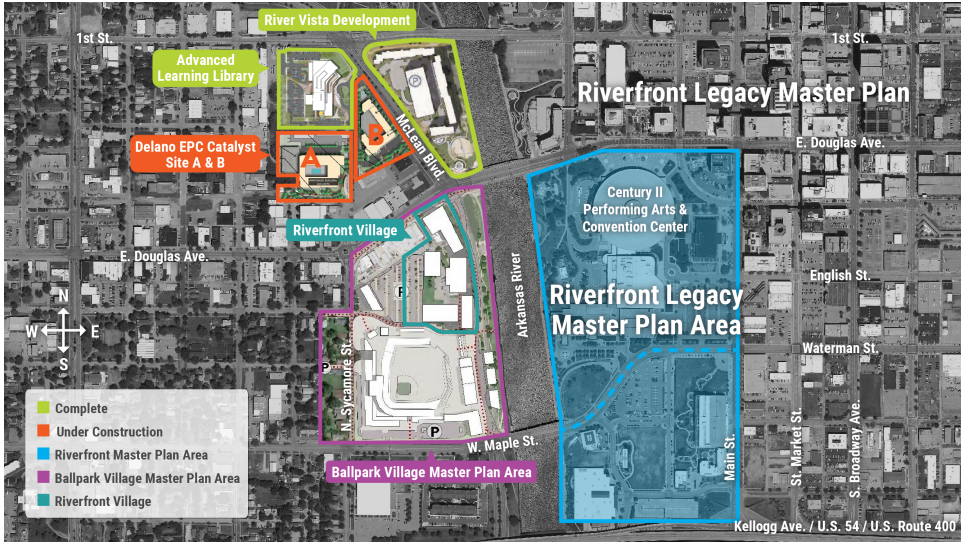 River Vista Development
1st St.
1st St.
Advanced
Learning Library
P
Riverfront Legacy Master Plan
McLean Blvd.
B
Delano EPC Catalyst
Site A & B
A
E. Douglas Ave.
Century II
Performing Arts &
Convention Center
Riverfront Village
E. Douglas Ave.
Arkansas River
English St.
P
Riverfront Legacy
Master Plan Area
N
W E
S
N. Sycamore St.
Waterman St.
P
Complete
Under Construction
Riverfront Master Plan Area
Ballpark Village Master Plan Area
Riverfront Village
P
W. Maple St.
Ballpark Village Master Plan Area
Main St.
St. Market St.
S. Broadway Ave.
Kellogg Ave. / U.S. 54 / U.S. Route 400